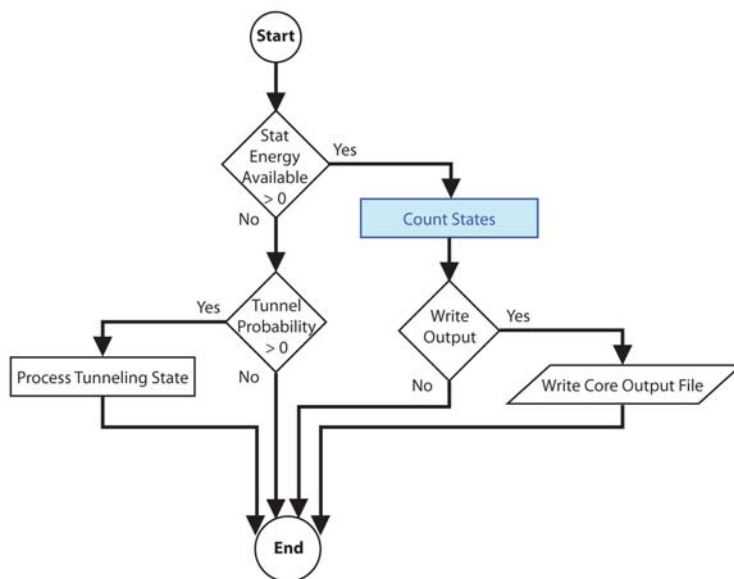 Start
Stat
Energy
Available
> 0
Yes
No
Count States
Yes
Tunnel
Probability
> 0
No
Write
Output
Yes
No
Process Tunneling State
Write Core Output File
End